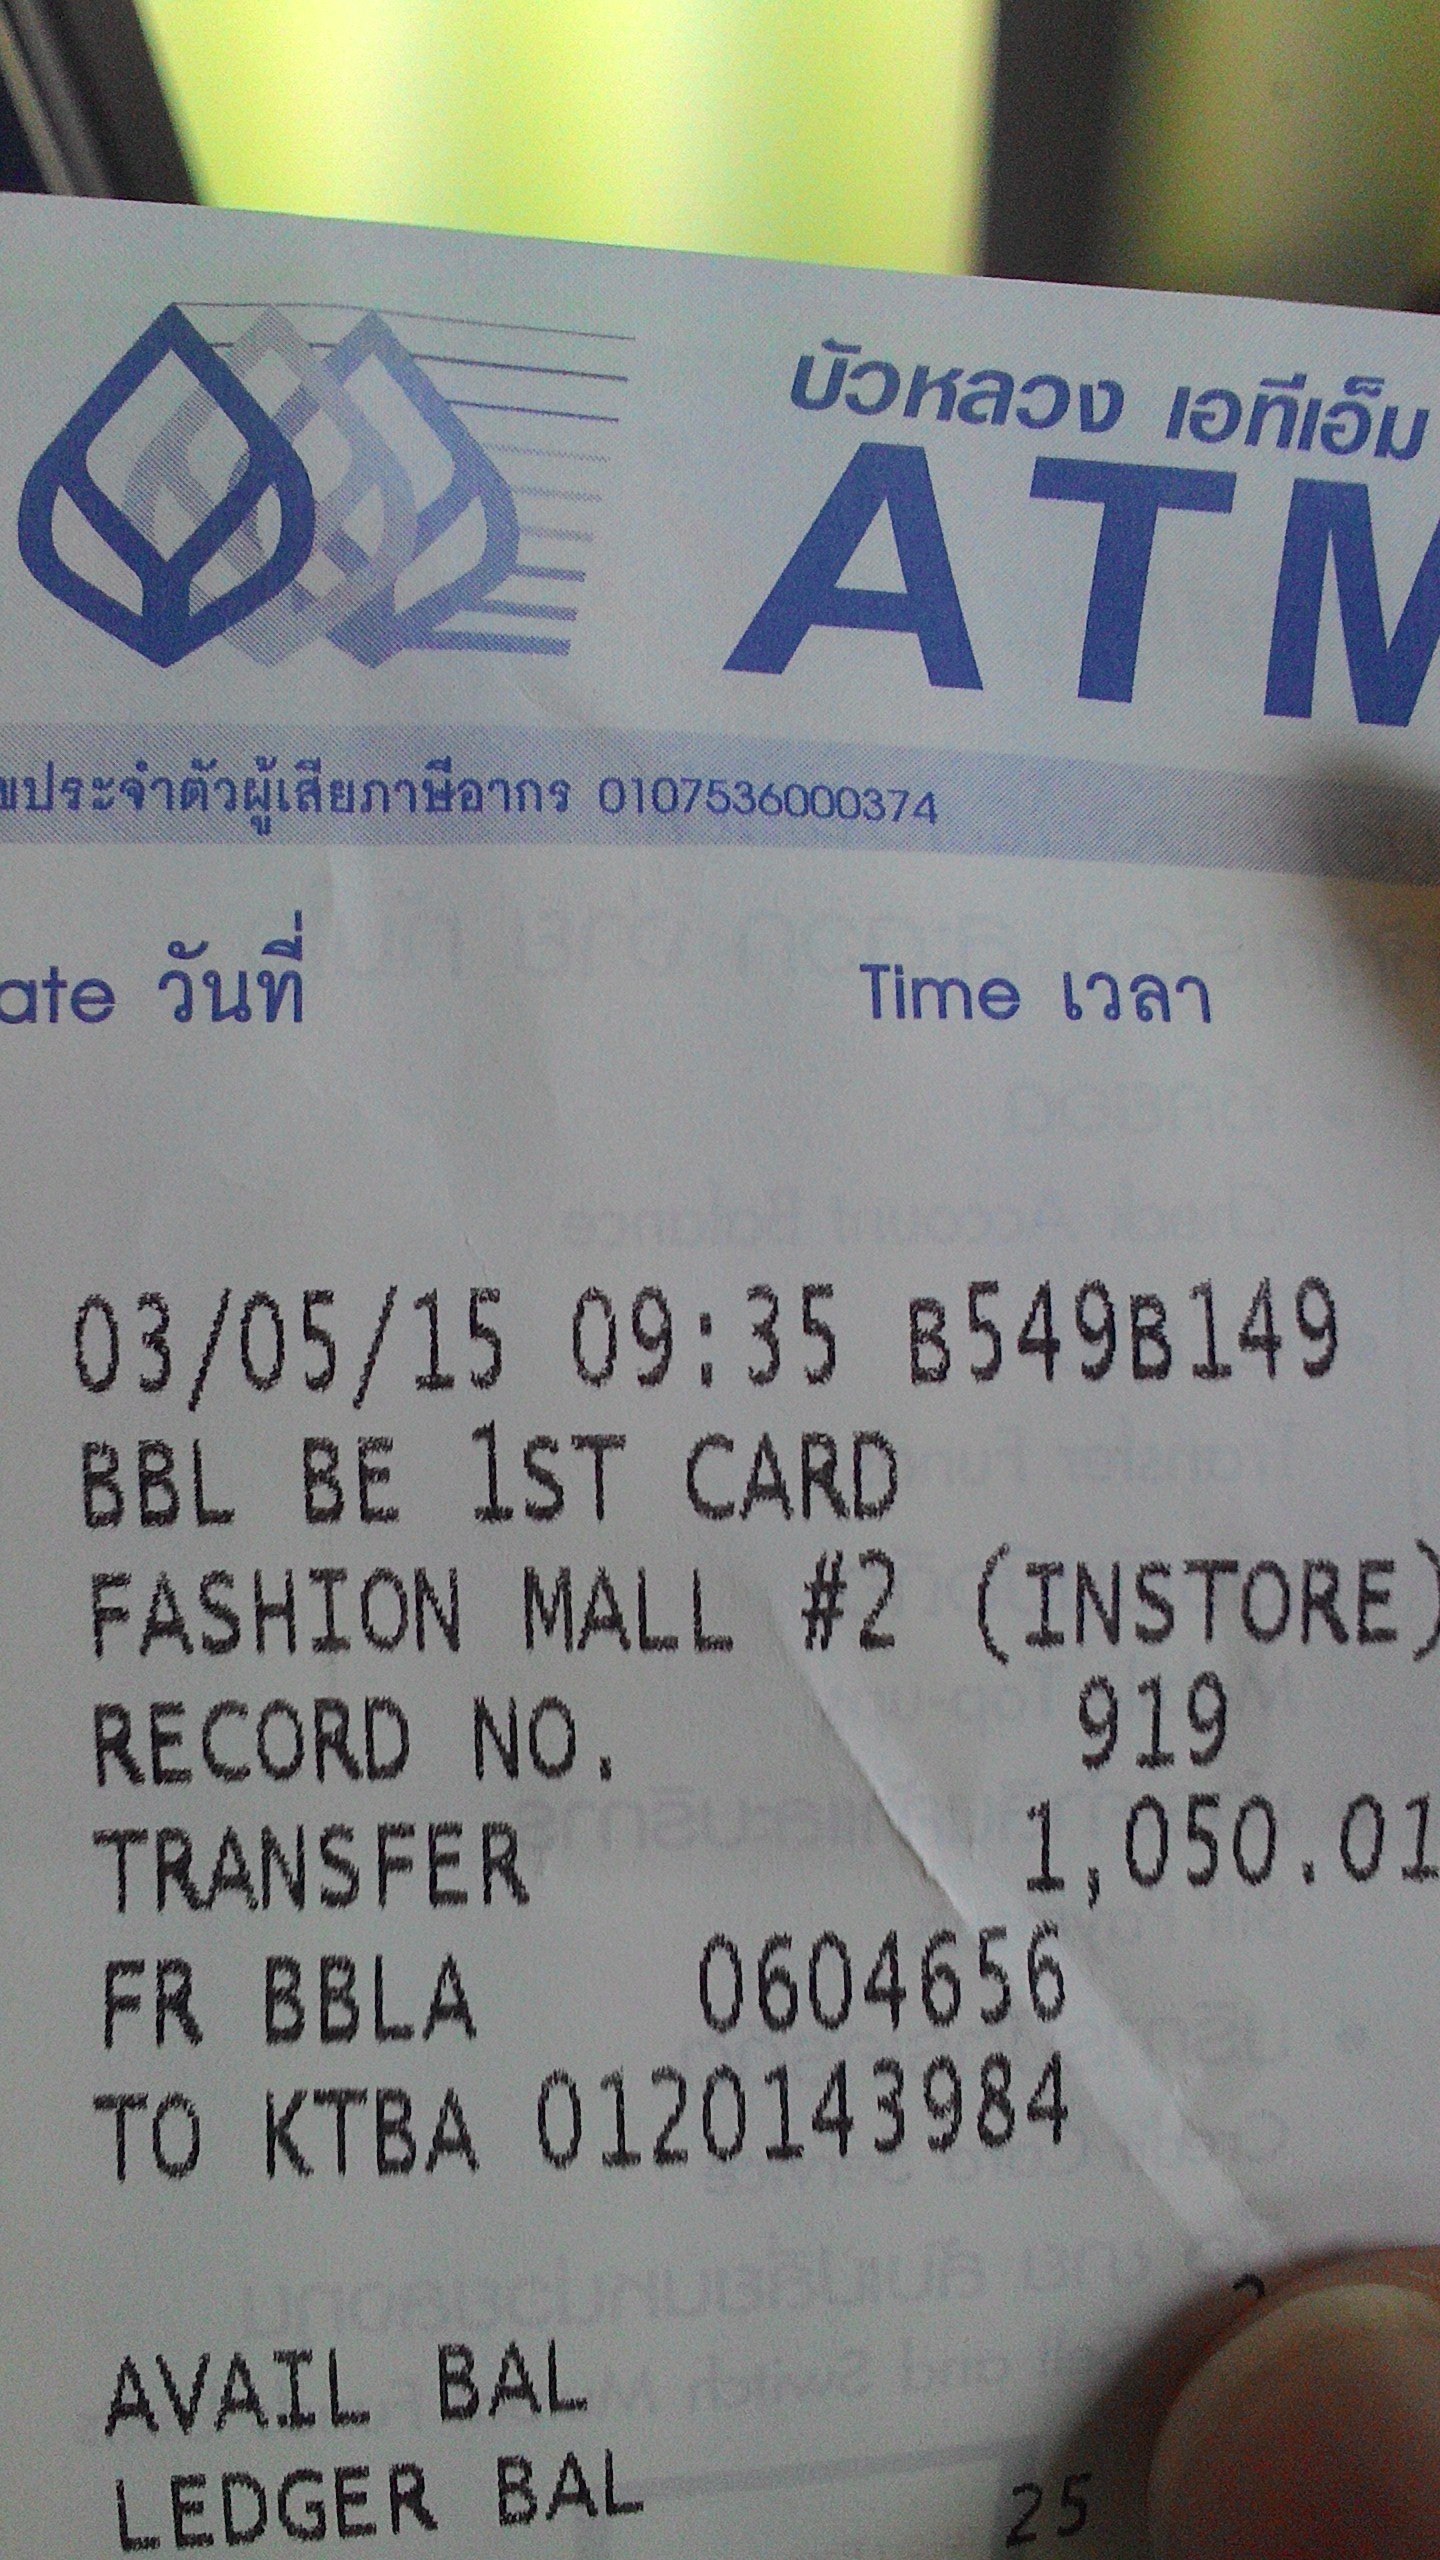 บัวหลวง เอทีเอ็ม
ATM
ขประจำตัวผู้เสียภาษีอากร 0107536000374
ate วันที่ Time เวลา
03/05/15 09:35 B549B149
BBL BE 1ST CARD
FASHION MALL #2 (INSTORE)
RECORD NO. 919
TRANSFER 1,050.01
FR BBLA 0604656
TO KTBA 0120143984
AVAIL BAL
LEDGER BAL 25